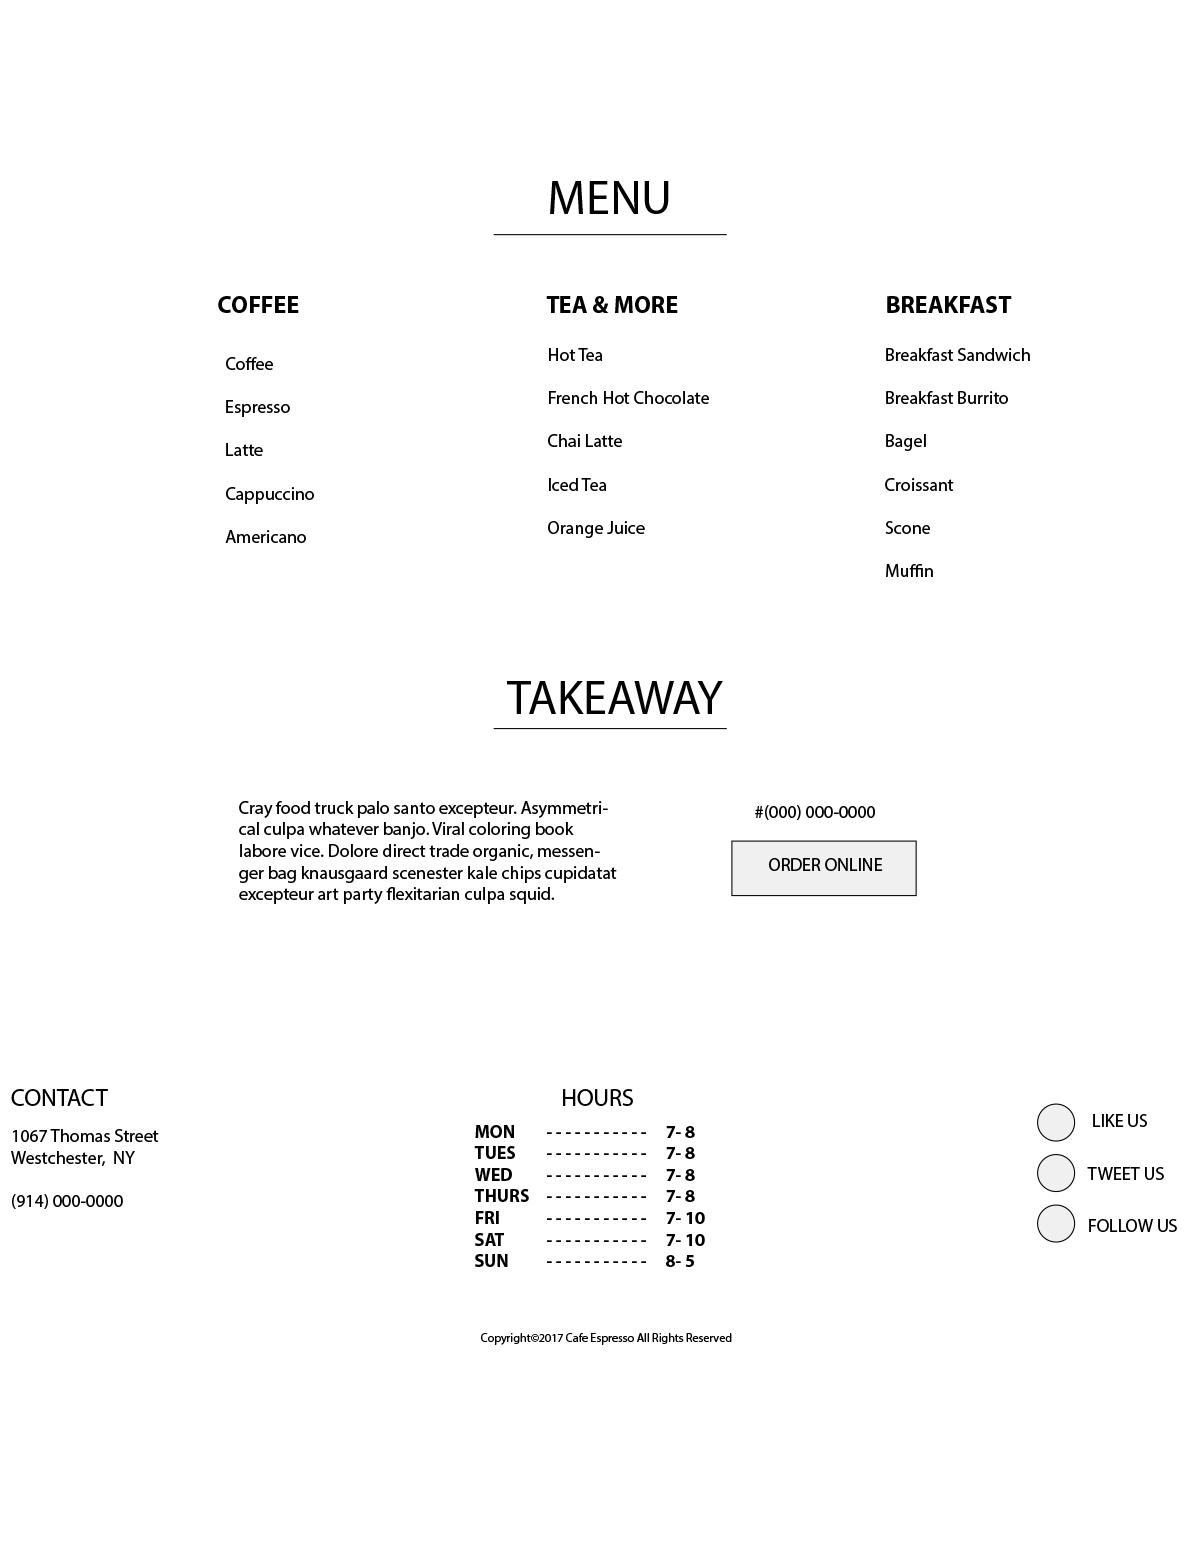 MENU
COFFEE
Coffee
Espresso
Latte
Cappuccino
Americano
TEA & MORE
Hot Tea
French Hot Chocolate
Chai Latte
Iced Tea
Orange Juice
BREAKFAST
Breakfast Sandwich
Breakfast Burrito
Bagel
Croissant
Scone
Muffin
TAKEAWAY
Cray food truck palo santo excepteur. Asymmetri-
cal culpa whatever banjo. Viral coloring book
labore vice. Dolore direct trade organic, messen-
ger bag knausgaard scenester kale chips cupidatat
excepteur art party flexitarian culpa squid.
#(000) 000-0000
ORDER ONLINE
CONTACT
1067 Thomas Street
Westchester,  NY
(914) 000-0000
HOURS
MON - - - - - - - - - - - 7- 8
TUES - - - - - - - - - - - 7- 8
WED - - - - - - - - - - - 7- 8
THURS - - - - - - - - - - - 7- 8
FRI - - - - - - - - - - - 7- 10
SAT - - - - - - - - - - - 7- 10
SUN - - - - - - - - - - - 8- 5
LIKE US
TWEET US
FOLLOW US
Copyright©2017 Cafe Espresso All Rights Reserved